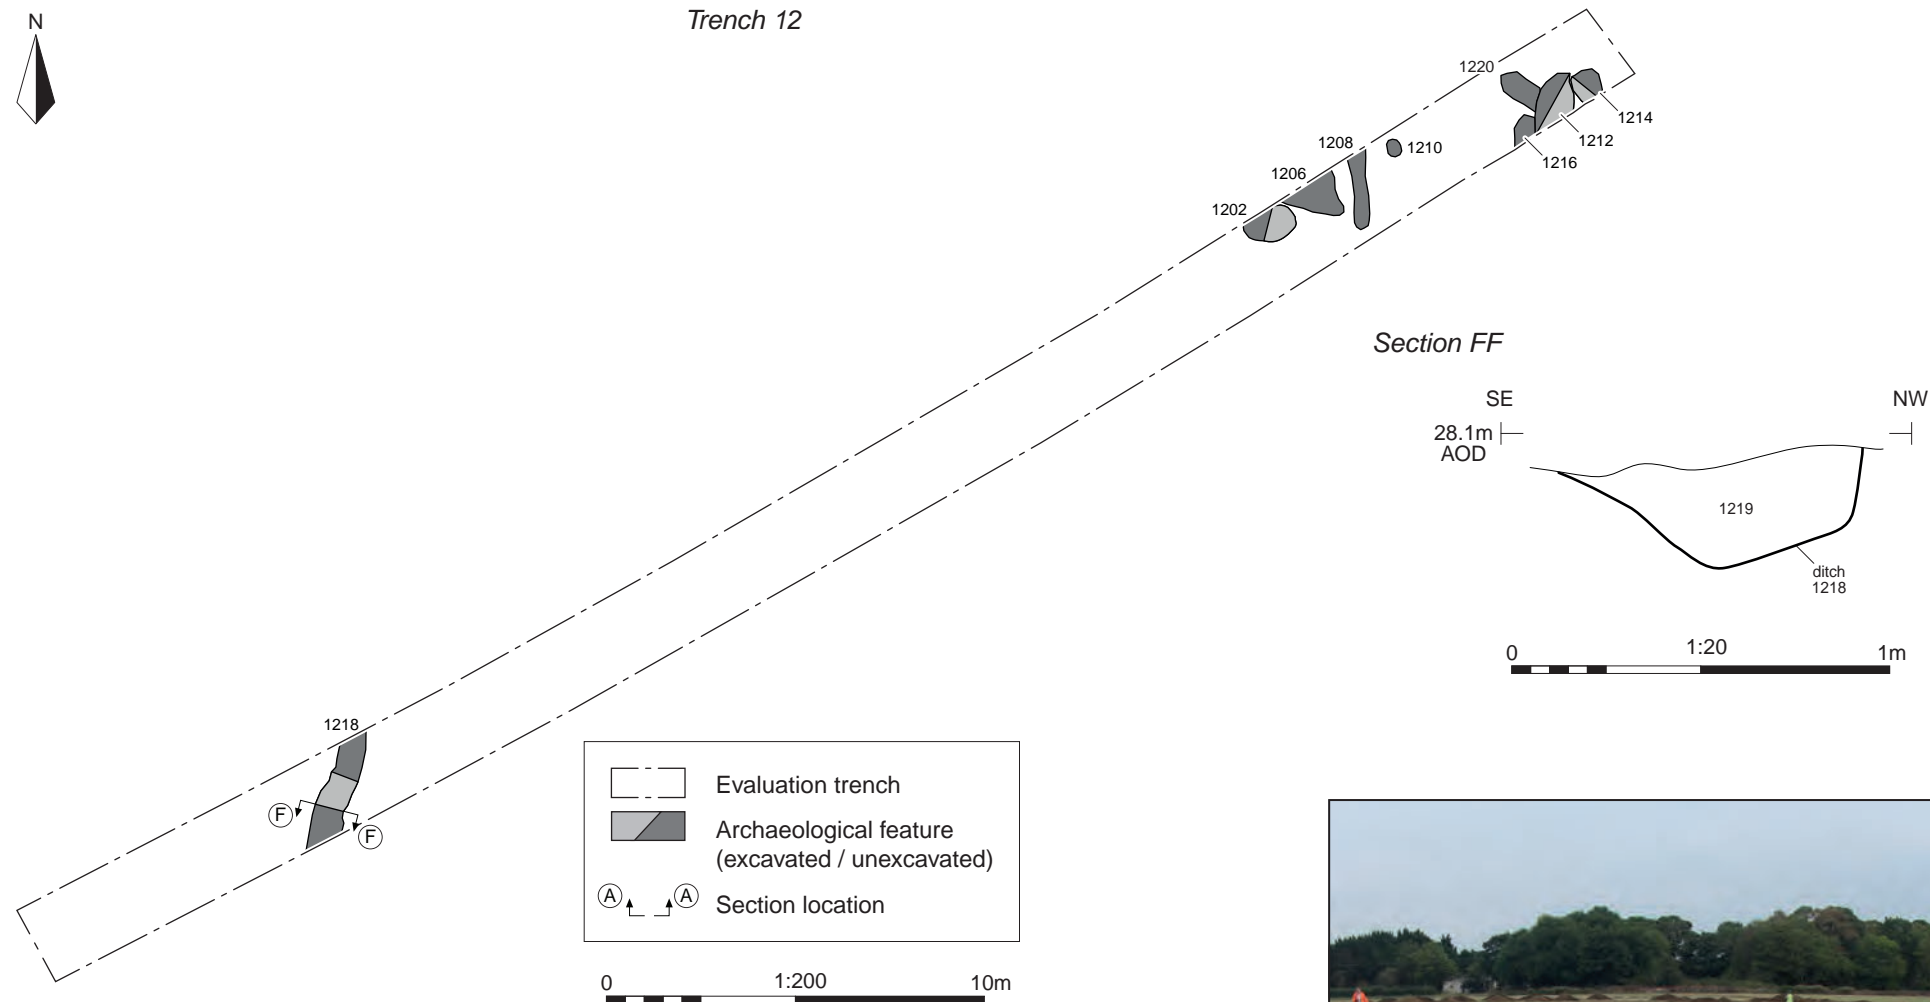 N
Trench 12
1220
1214
1212
1216
1208
1210
1206
1202
Section FF
SE
NW
28.1m
AOD
1219
ditch
1218
0
1:20
1m
1218
F
F
Evaluation trench
Archaeological feature
(excavated / unexcavated)
A
A
Section location
0
1:200
10m